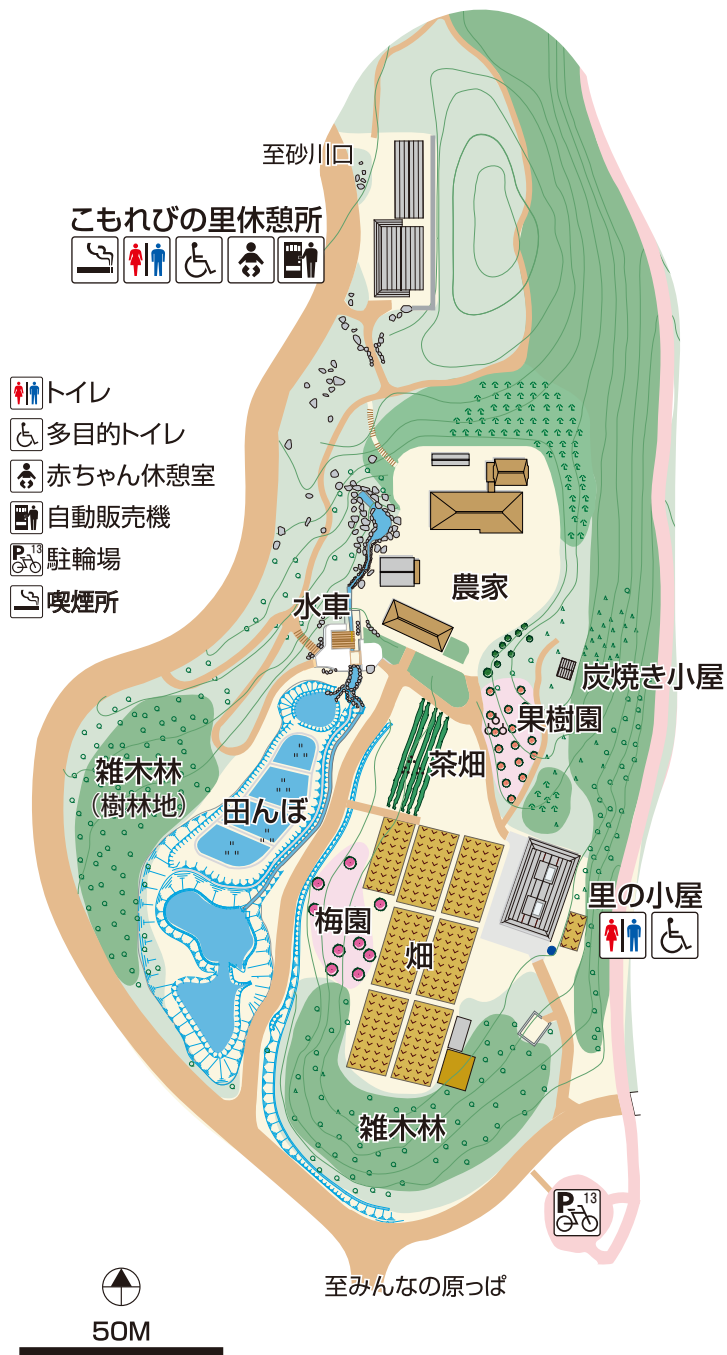 至砂川口
こもれびの里休憩所
トイレ
多目的トイレ
赤ちゃん休憩室
自動販売機
P 13
駐輪場
喫煙所
農家
水車
炭焼き小屋
果樹園
茶畑
雑木林
(樹林地)
田んぼ
里の小屋
梅園
畑
雑木林
P 13
至みんなの原っぱ
50M